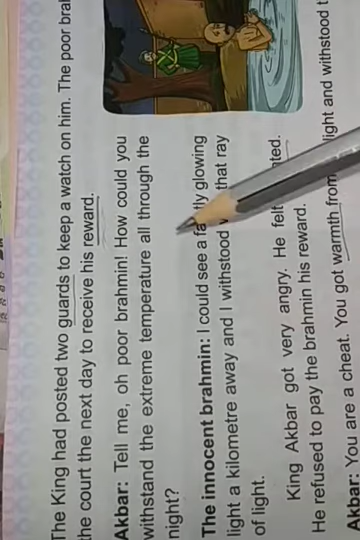 The King had posted two guards to keep a watch on him. The poor
the court the next day to receive his reward.
Akbar: Tell me, oh poor brahmin! How could you
withstand the extreme temperature all through the
night?
The innocent brahmin: I could see a glowing
light a kilometre away and I withstood that ray
of light.
King Akbar got very angry. He felt
He refused to pay the brahmin his reward.
Akbar: You are a cheat. You got warmth from light and withstood